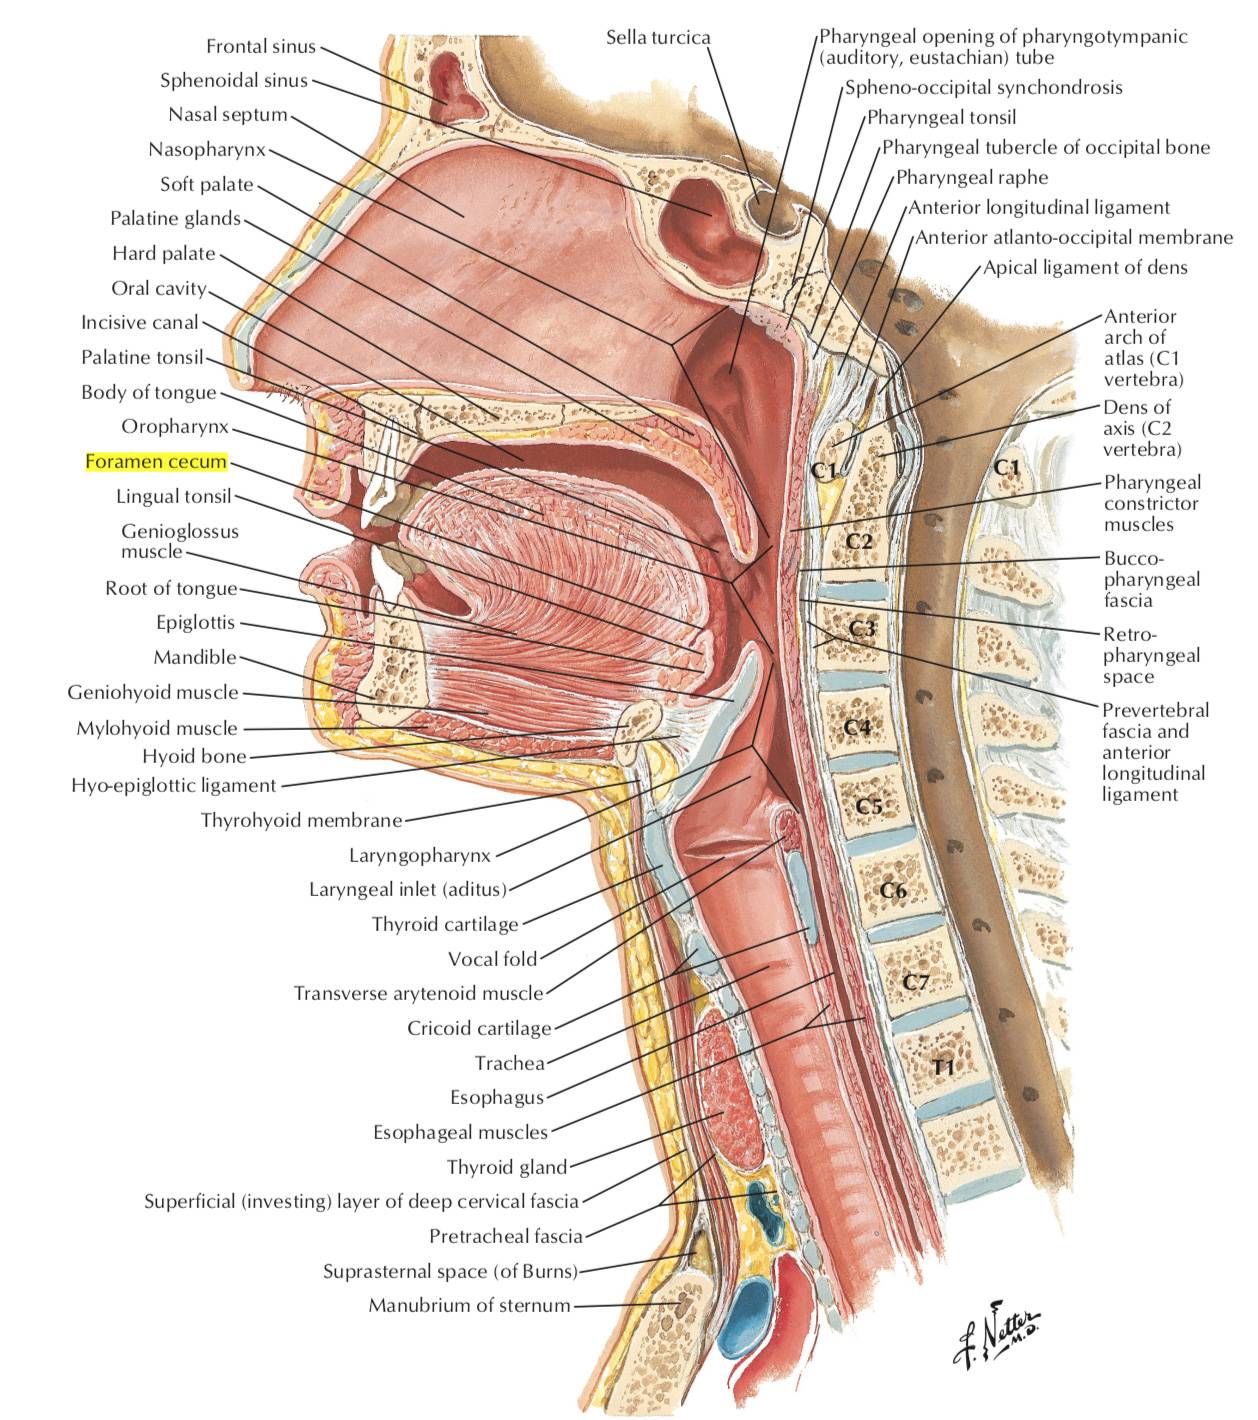 Frontal sinus
Sphenoidal sinus
Nasal septum
Nasopharynx
Soft palate
Palatine glands
Hard palate
Oral cavity
Incisive canal
Palatine tonsil
Body of tongue
Oropharynx
Foramen cecum
Lingual tonsil
Genioglossus
muscle
Root of tongue
Epiglottis
Mandible
Geniohyoid muscle
Mylohyoid muscle
Hyoid bone
Hyo-epiglottic ligament
Thyrohyoid membrane
Laryngopharynx
Laryngeal inlet (aditus)
Thyroid cartilage
Vocal fold
Transverse arytenoid muscle
Cricoid cartilage
Trachea
Esophagus
Esophageal muscles
Thyroid gland
Superficial (investing) layer of deep cervical fascia
Pretracheal fascia
Suprasternal space (of Burns)
Manubrium of sternum
Sella turcica
Pharyngeal opening of pharyngotympanic
(auditory, eustachian) tube
Spheno-occipital synchondrosis
Pharyngeal tonsil
Pharyngeal tubercle of occipital bone
Pharyngeal raphe
Anterior longitudinal ligament
Anterior atlanto-occipital membrane
Apical ligament of dens
Anterior
arch of
atlas (C1
vertebra)
Dens of
axis (C2
vertebra)
Pharyngeal
constrictor
muscles
Bucco-
pharyngeal
fascia
Retro-
pharyngeal
space
Prevertebral
fascia and
anterior
longitudinal
ligament
C1
C1
C2
C3
C4
C5
C6
C7
T1
F. Netter
M.D.